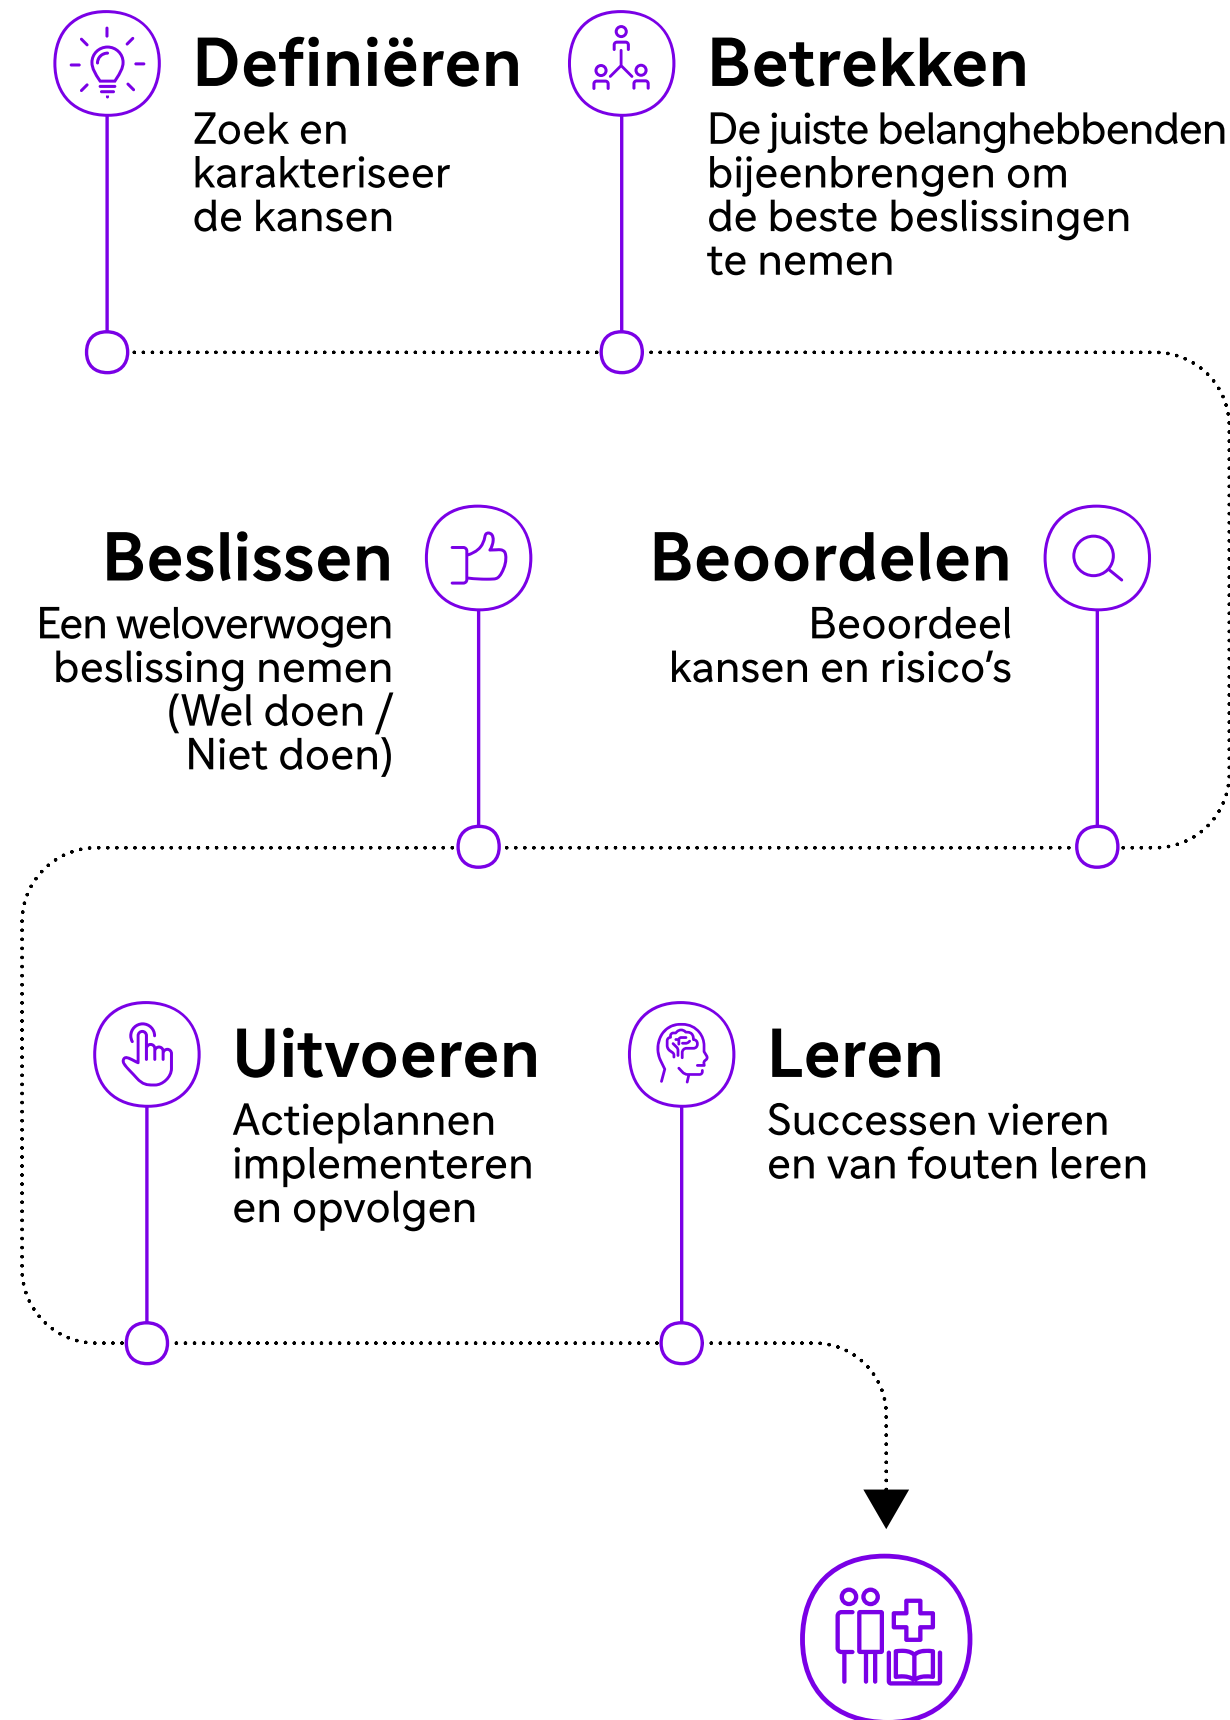 Definiëren
Zoek en
karakteriseer
de kansen
Betrekken
De juiste belanghebbenden
bijeenbrengen om
de beste beslissingen
te nemen
Beslissen
Een weloverwogen
beslissing nemen
(Wel doen /
Niet doen)
Beoordelen
Beoordeel
kansen en risico’s
Uitvoeren
Actieplannen
implementeren
en opvolgen
Leren
Successen vieren
en van fouten leren